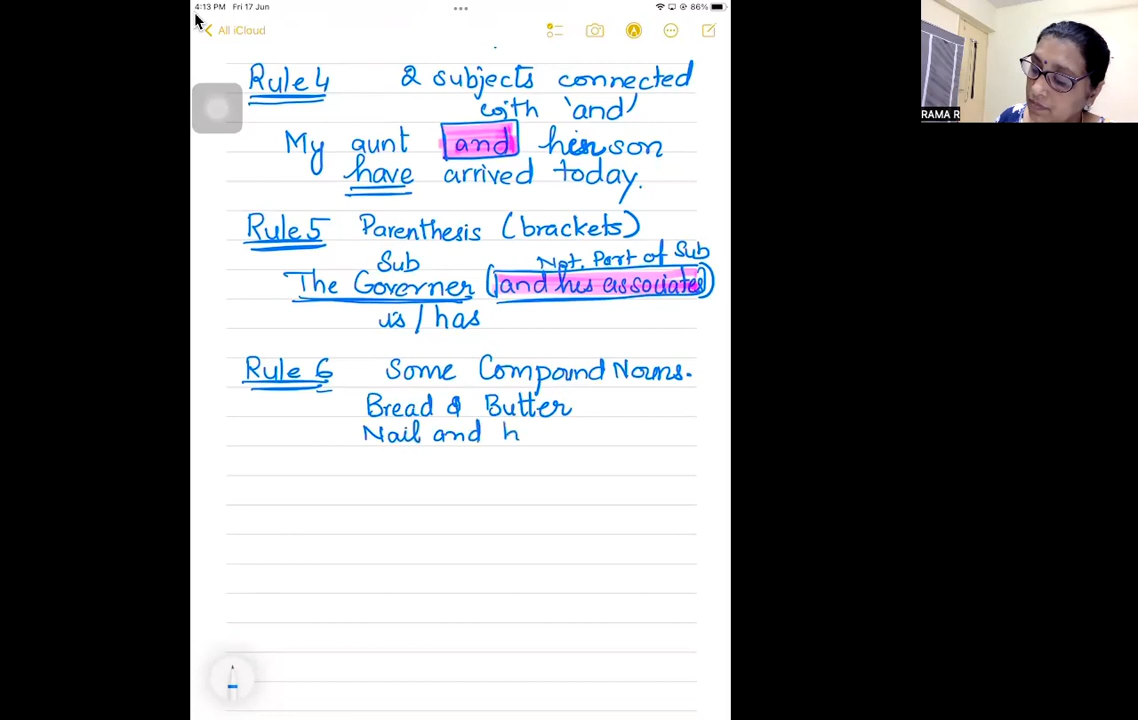 4:13 PM Fri 17 Jun
86%
All iCloud
Rule 4 2 subjects connected
with 'and'
My aunt and son
have arrived today.
Rule 5 Parenthesis (brackets)
Sub Not Part of Sub
The Governer (and his associates)
is / has
Rule 6 Some Compound Nouns.
Bread & Butter
Nail and h
RAMA R